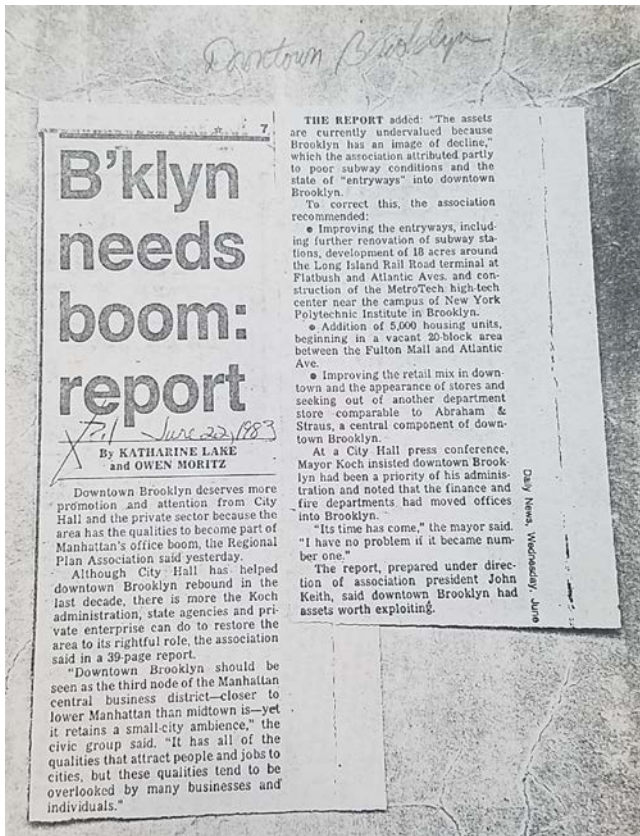 Downtown Brooklyn
7
B'klyn
needs
boom:
report
June 22, 1983
By KATHARINE LAKE
and OWEN MORITZ
Downtown Brooklyn deserves more
promotion and attention from City
Hall and the private sector because the
area has the qualities to become part of
Manhattan's office boom, the Regional
Plan Association said yesterday.
Although City Hall has helped
downtown Brooklyn rebound in the
last decade, there is more the Koch
administration, state agencies and pri-
vate enterprise can do to restore the
area to its rightful role, the association
said in a 39-page report.
"Downtown Brooklyn should be
seen as the third node of the Manhattan
central business district—closer to
lower Manhattan than midtown is—yet
it retains a small-city ambience," the
civic group said. "It has all of the
qualities that attract people and jobs to
cities, but these qualities tend to be
overlooked by many businesses and
individuals."
THE REPORT added: "The assets
are currently undervalued because
Brooklyn has an image of decline,"
which the association attributed partly
to poor subway conditions and the
state of "entryways" into downtown
Brooklyn.
To correct this, the association
recommended:
• Improving the entryways, includ-
ing further renovation of subway sta-
tions, development of 18 acres around
the Long Island Rail Road terminal at
Flatbush and Atlantic Aves. and con-
struction of the MetroTech high-tech
center near the campus of New York
Polytechnic Institute in Brooklyn.
• Addition of 5,000 housing units,
beginning in a vacant 20-block area
between the Fulton Mall and Atlantic
Ave.
• Improving the retail mix in down-
town and the appearance of stores and
seeking out of another department
store comparable to Abraham &
Straus, a central component of down-
town Brooklyn.
At a City Hall press conference,
Mayor Koch insisted downtown Brook-
lyn had been a priority of his adminis-
tration and noted that the finance and
fire departments had moved offices
into Brooklyn.
"Its time has come," the mayor said.
"I have no problem if it became num-
ber one."
The report, prepared under direc-
tion of association president John
Keith, said downtown Brooklyn had
assets worth exploiting.
Daily News, Wednesday, June